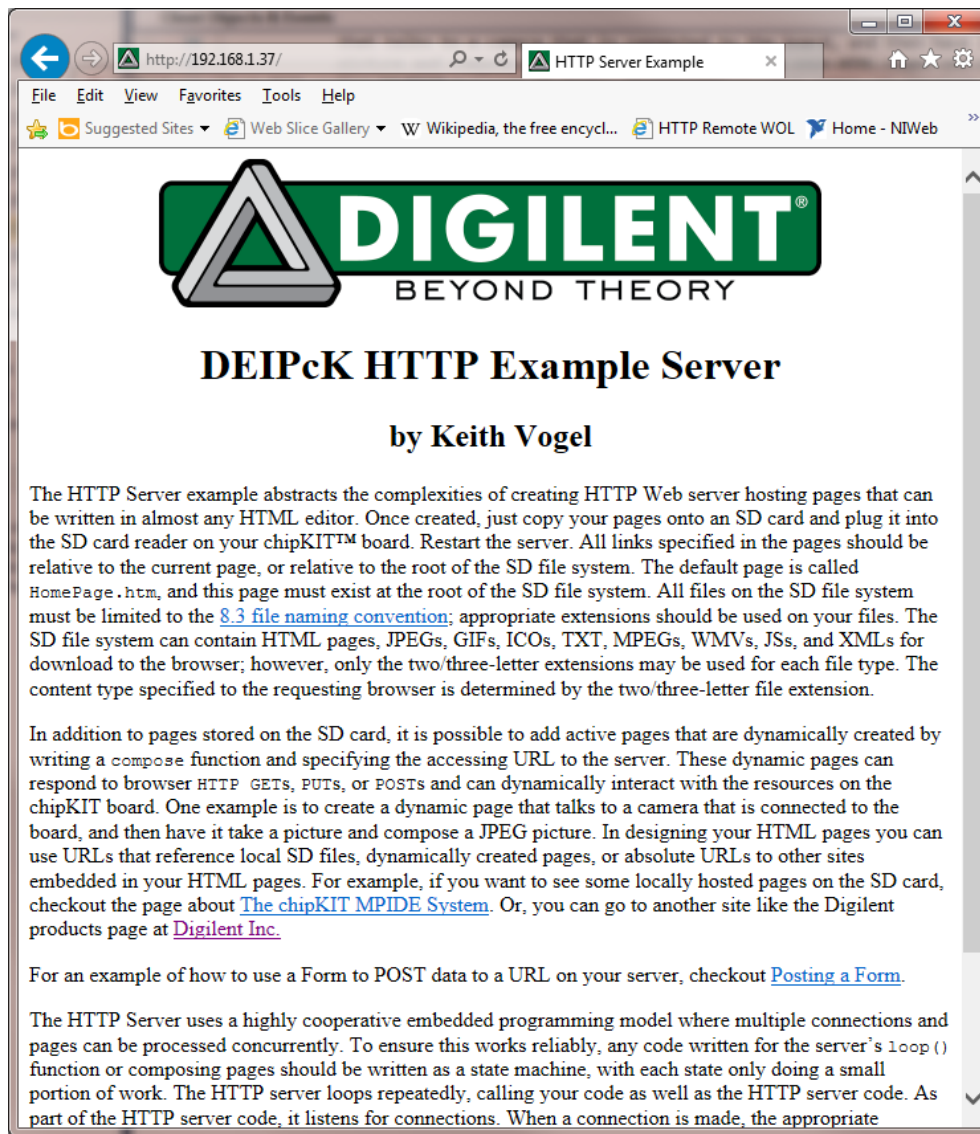 http://192.168.1.37/
HTTP Server Example
File Edit View Favorites Tools Help
Suggested Sites Web Slice Gallery W Wikipedia, the free encycl... HTTP Remote WOL Home - NIWeb »
DIGILENT®
BEYOND THEORY
DEIPcK HTTP Example Server
by Keith Vogel
The HTTP Server example abstracts the complexities of creating HTTP Web server hosting pages that can
be written in almost any HTML editor. Once created, just copy your pages onto an SD card and plug it into
the SD card reader on your chipKIT™ board. Restart the server. All links specified in the pages should be
relative to the current page, or relative to the root of the SD file system. The default page is called
HomePage.htm, and this page must exist at the root of the SD file system. All files on the SD file system
must be limited to the 8.3 file naming convention; appropriate extensions should be used on your files. The
SD file system can contain HTML pages, JPEGs, GIFs, ICOs, TXT, MPEGs, WMVs, JSs, and XMLs for
download to the browser; however, only the two/three-letter extensions may be used for each file type. The
content type specified to the requesting browser is determined by the two/three-letter file extension.
In addition to pages stored on the SD card, it is possible to add active pages that are dynamically created by
writing a compose function and specifying the accessing URL to the server. These dynamic pages can
respond to browser HTTP GETs, PUTs, or POSTs and can dynamically interact with the resources on the
chipKIT board. One example is to create a dynamic page that talks to a camera that is connected to the
board, and then have it take a picture and compose a JPEG picture. In designing your HTML pages you can
use URLs that reference local SD files, dynamically created pages, or absolute URLs to other sites
embedded in your HTML pages. For example, if you want to see some locally hosted pages on the SD card,
checkout the page about The chipKIT MPIDE System. Or, you can go to another site like the Digilent
products page at Digilent Inc.
For an example of how to use a Form to POST data to a URL on your server, checkout Posting a Form.
The HTTP Server uses a highly cooperative embedded programming model where multiple connections and
pages can be processed concurrently. To ensure this works reliably, any code written for the server's loop()
function or composing pages should be written as a state machine, with each state only doing a small
portion of work. The HTTP server loops repeatedly, calling your code as well as the HTTP server code. As
part of the HTTP server code, it listens for connections. When a connection is made, the appropriate